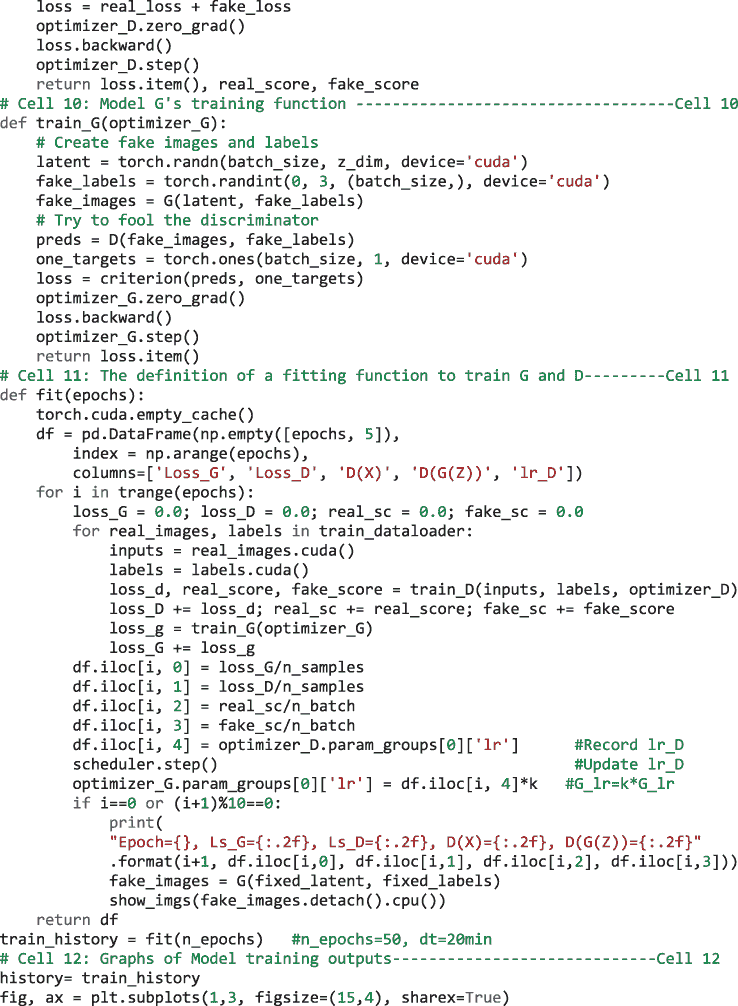 loss = real_loss + fake_loss
    optimizer_D.zero_grad()
    loss.backward()
    optimizer_D.step()
    return loss.item(), real_score, fake_score
# Cell 10: Model G's training function -----------------------------------Cell 10
def train_G(optimizer_G):
    # Create fake images and labels
    latent = torch.randn(batch_size, z_dim, device='cuda')
    fake_labels = torch.randint(0, 3, (batch_size,), device='cuda')
    fake_images = G(latent, fake_labels)
    # Try to fool the discriminator
    preds = D(fake_images, fake_labels)
    one_targets = torch.ones(batch_size, 1, device='cuda')
    loss = criterion(preds, one_targets)
    optimizer_G.zero_grad()
    loss.backward()
    optimizer_G.step()
    return loss.item()
# Cell 11: The definition of a fitting function to train G and D---------Cell 11
def fit(epochs):
    torch.cuda.empty_cache()
    df = pd.DataFrame(np.empty([epochs, 5]),
        index = np.arange(epochs),
        columns=['Loss_G', 'Loss_D', 'D(X)', 'D(G(Z))', 'lr_D'])
    for i in trange(epochs):
        loss_G = 0.0; loss_D = 0.0; real_sc = 0.0; fake_sc = 0.0
        for real_images, labels in train_dataloader:
            inputs = real_images.cuda()
            labels = labels.cuda()
            loss_d, real_score, fake_score = train_D(inputs, labels, optimizer_D)
            loss_D += loss_d; real_sc += real_score; fake_sc += fake_score
            loss_g = train_G(optimizer_G)
            loss_G += loss_g
        df.iloc[i, 0] = loss_G/n_samples
        df.iloc[i, 1] = loss_D/n_samples
        df.iloc[i, 2] = real_sc/n_batch
        df.iloc[i, 3] = fake_sc/n_batch
        df.iloc[i, 4] = optimizer_D.param_groups[0]['lr']      #Record lr_D
        scheduler.step()                                       #Update lr_D
        optimizer_G.param_groups[0]['lr'] = df.iloc[i, 4]*k   #G_lr=k*G_lr
        if i==0 or (i+1)%10==0:
            print(
            "Epoch={}, Ls_G={:.2f}, Ls_D={:.2f}, D(X)={:.2f}, D(G(Z))={:.2f}"
            .format(i+1, df.iloc[i,0], df.iloc[i,1], df.iloc[i,2], df.iloc[i,3]))
            fake_images = G(fixed_latent, fixed_labels)
            show_imgs(fake_images.detach().cpu())
    return df
train_history = fit(n_epochs)   #n_epochs=50, dt=20min
# Cell 12: Graphs of Model training outputs-----------------------------Cell 12
history= train_history
fig, ax = plt.subplots(1,3, figsize=(15,4), sharex=True)